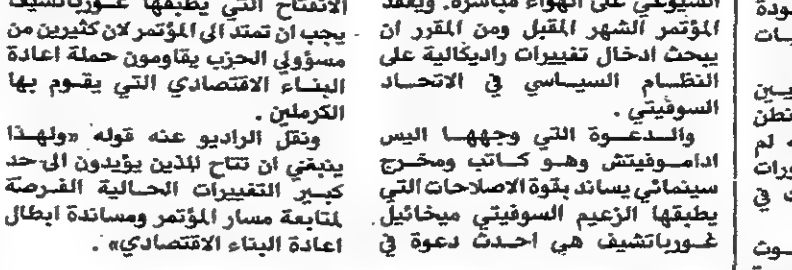 الشيوعي على الهواء مباشرة. ويعقد
المؤتمر الشهر المقبل ومن المقرر ان
يبحث ادخال تغييرات راديكالية على
النظام السياسي في الاتحاد
السوفيتي .
والدعوة التي وجهها اليس
اداموفيتش وهو كاتب ومخرج
سينمائي يساند بقوة الاصلاحات التي
يطبقها الزعيم السوفيتي ميخائيل
غورباتشيف هي احدث دعوة في
الانفتاح التي يطبقها غورباتشيف
يجب ان تمتد الى المؤتمر لان كثيرين من
مسؤولي الحزب يقاومون حملة اعادة
البناء الاقتصادي التي يقوم بها
الكرملين .
ونقل الراديو عنه قوله «ولهذا
ينبغي ان تتاح للذين يؤيدون الى حد
كبير التغييرات الحالية الفرصة
لمتابعة مسار المؤتمر ومساندة ابطال
اعادة البناء الاقتصادي» .